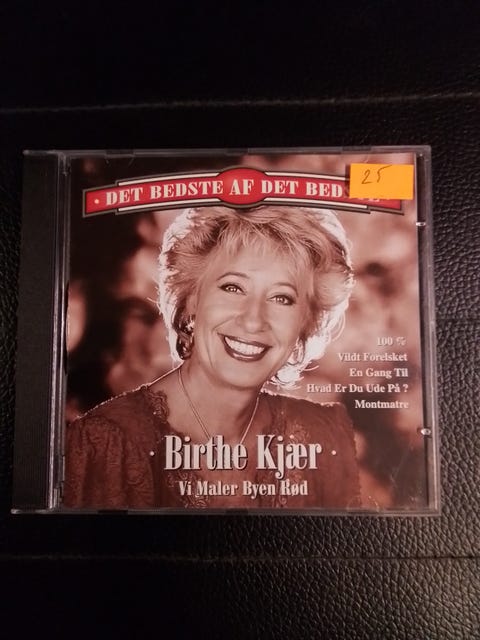 · DET BEDSTE AF DET BEDSTE ·
25
100 %
Vildt Forelsket
En Gang Til
Hvad Er Du Ude På ?
Montmatre
· Birthe Kjær ·
Vi Maler Byen Rød